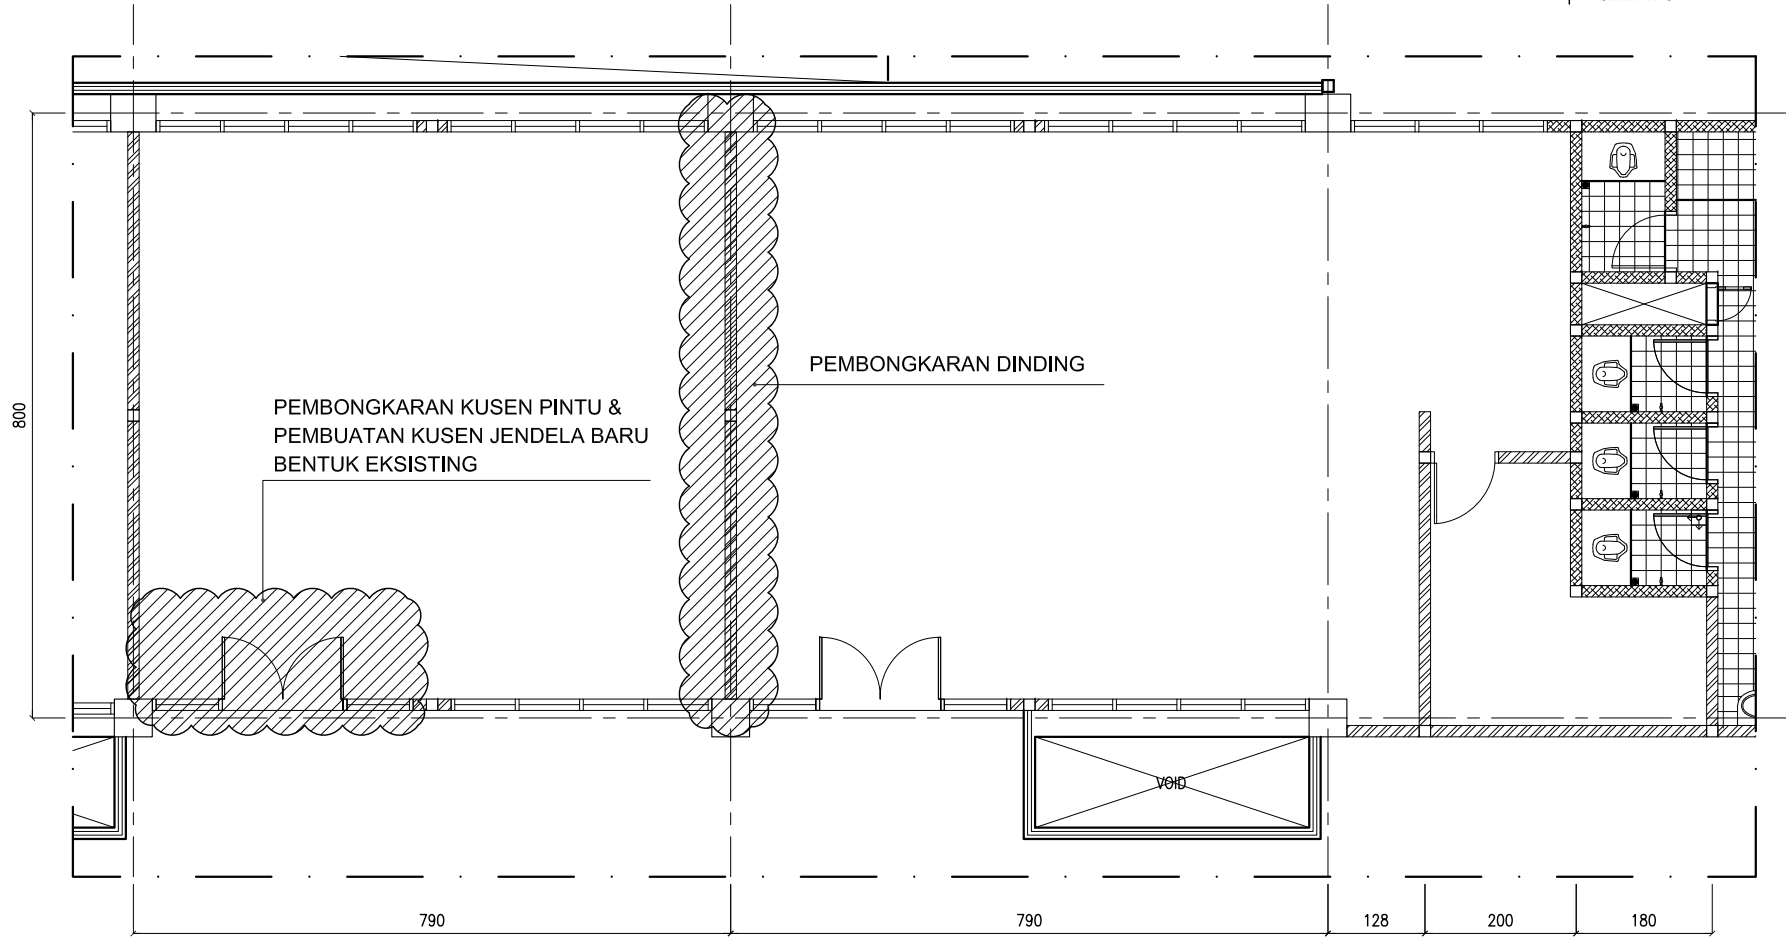 PEMBONGKARAN DINDING
PEMBONGKARAN KUSEN PINTU &
PEMBUATAN KUSEN JENDELA BARU
BENTUK EKSISTING
800
VOID
790
790
128
200
180